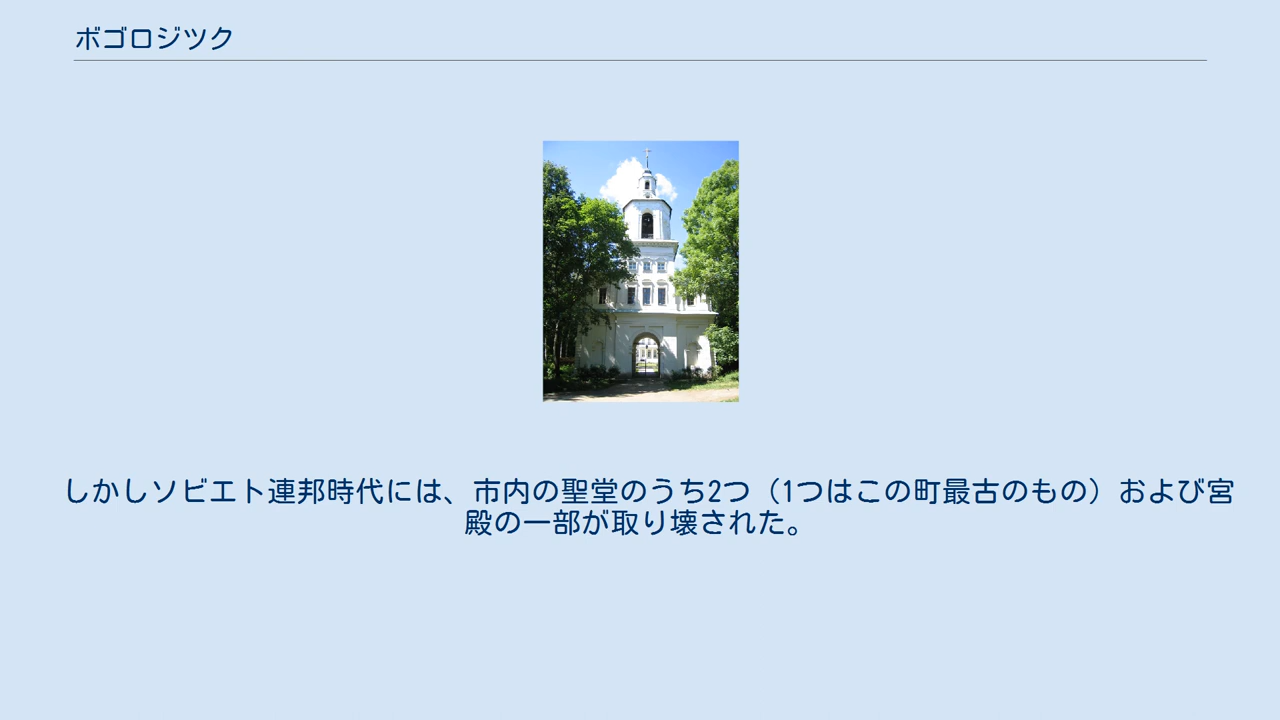 ボゴロジツク
しかしソビエト連邦時代には、市内の聖堂のうち2つ（1つはこの町最古のもの）および宮
殿の一部が取り壊された。